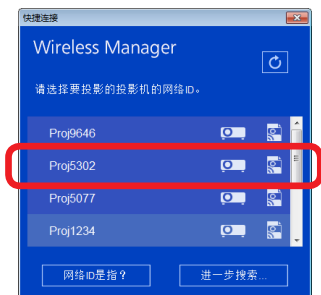 快捷连接
Wireless Manager
请选择要投影的投影机的网络ID。
Proj9646
Proj5302
Proj5077
Proj1234
网络ID是指？
进一步搜索...